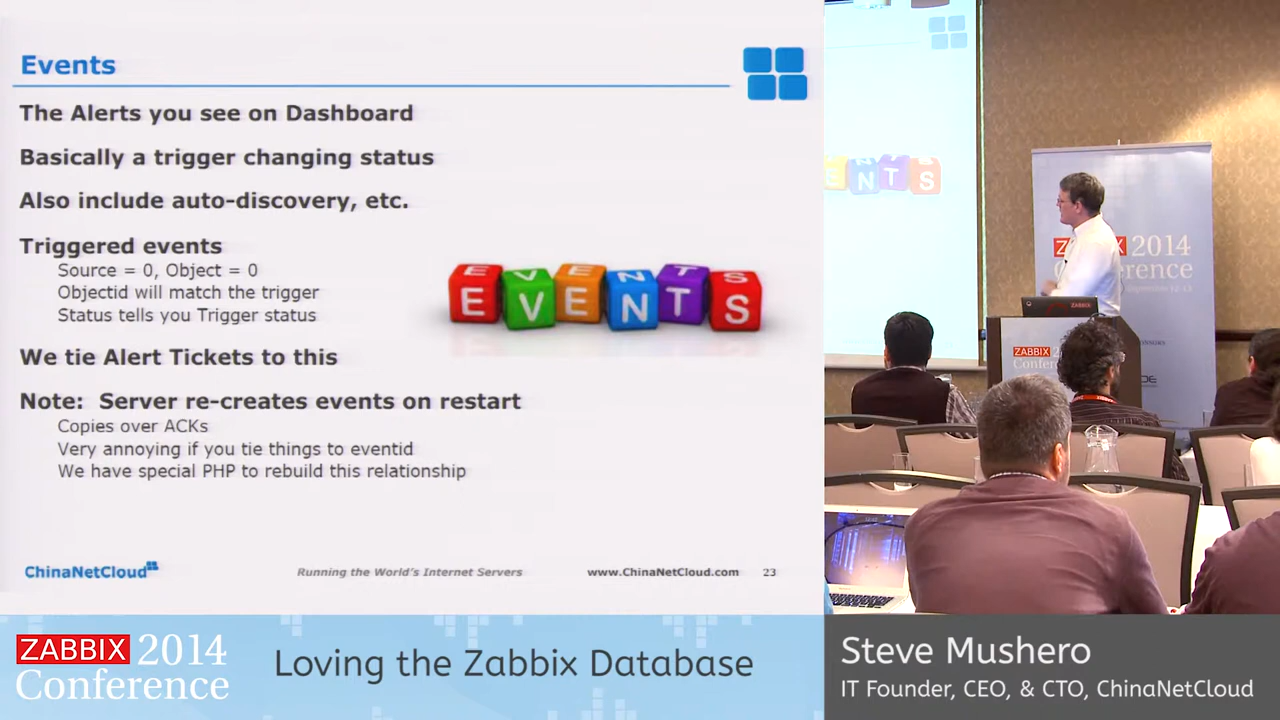 Events
The Alerts you see on Dashboard
Basically a trigger changing status
Also include auto-discovery, etc.
Triggered events
Source = 0, Object = 0
Objectid will match the trigger
Status tells you Trigger status
We tie Alert Tickets to this
Note: Server re-creates events on restart
Copies over ACKs
Very annoying if you tie things to eventid
We have special PHP to rebuild this relationship
EVENTS
EVENTS
ChinaNetCloud
Running the World's Internet Servers
www.ChinaNetCloud.com
23
ENTS
ZABBIX 2014
Conference
ZABBIX
ZABBIX 2014
Conference
Loving the Zabbix Database
Steve Mushero
IT Founder, CEO, & CTO, ChinaNetCloud